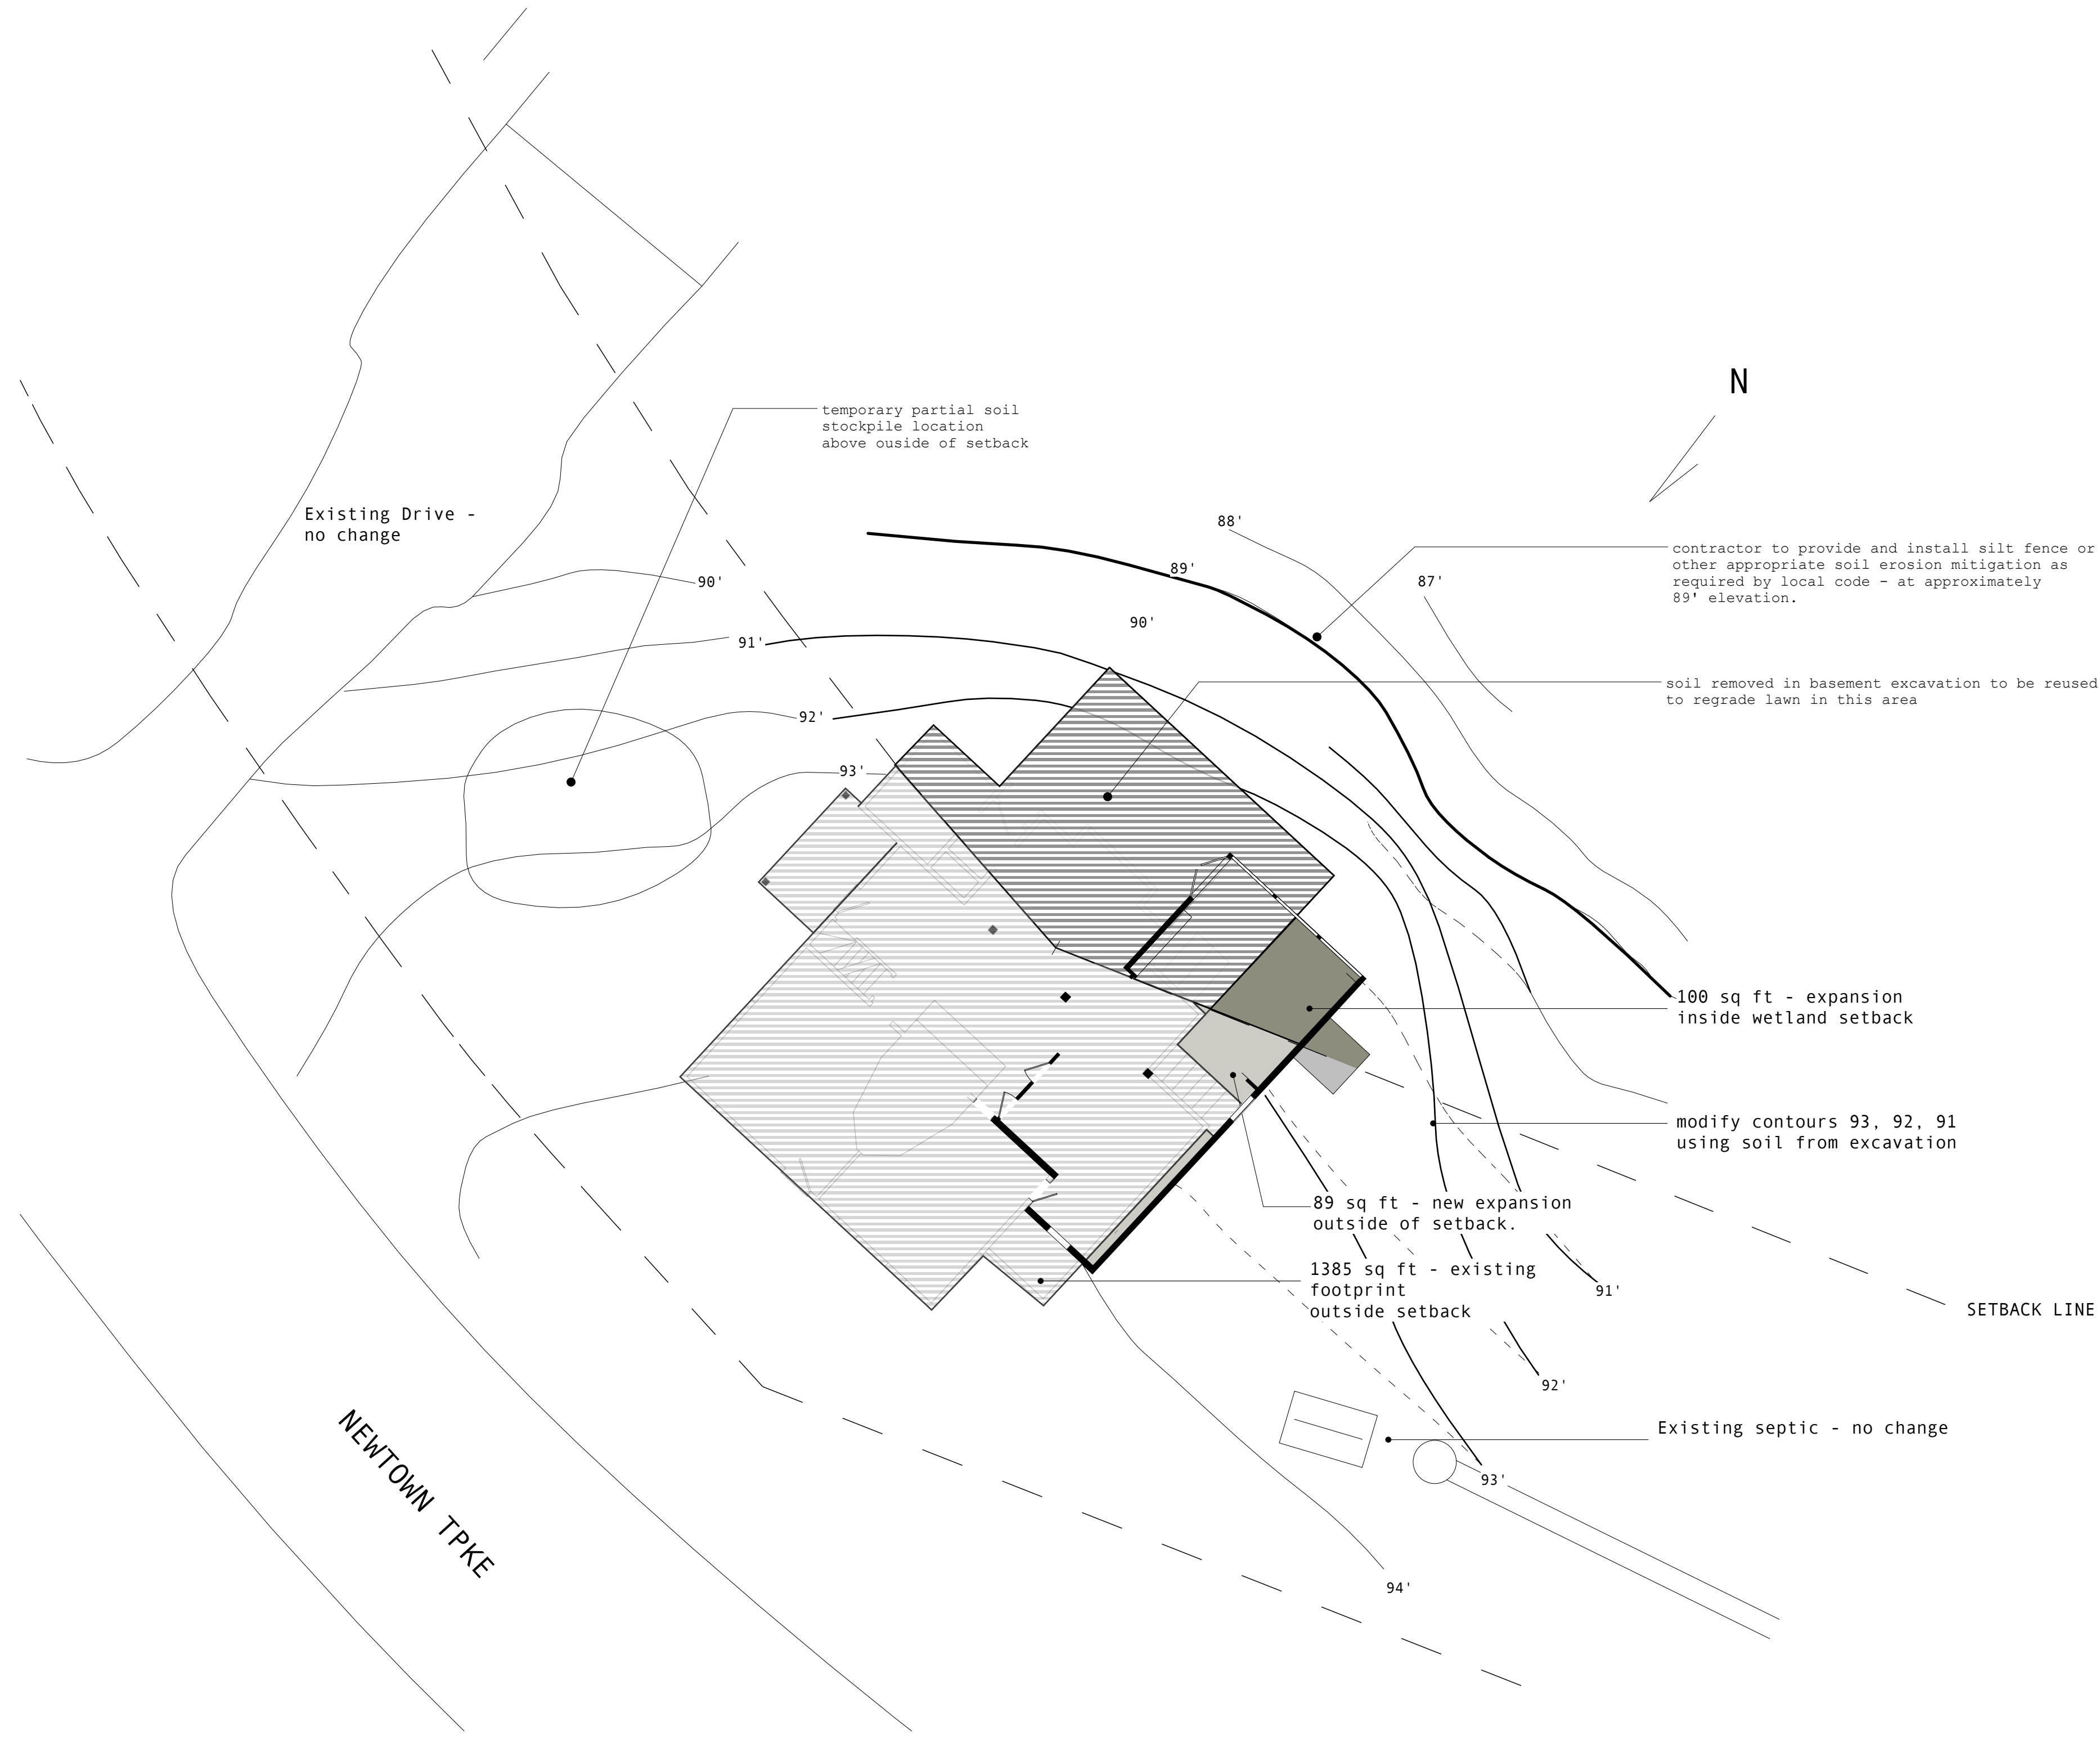 N
temporary partial soil
stockpile location
above ouside of setback
Existing Drive -
no change
88'
contractor to provide and install silt fence or
other appropriate soil erosion mitigation as
required by local code - at approximately
89' elevation.
89'
87'
90'
90'
91'
soil removed in basement excavation to be reused
to regrade lawn in this area
92'
93'
100 sq ft - expansion
inside wetland setback
modify contours 93, 92, 91
using soil from excavation
89 sq ft - new expansion
outside of setback.
1385 sq ft - existing
footprint
outside setback
91'
SETBACK LINE
92'
Existing septic - no change
93'
NEWTOWN TPKE
94'